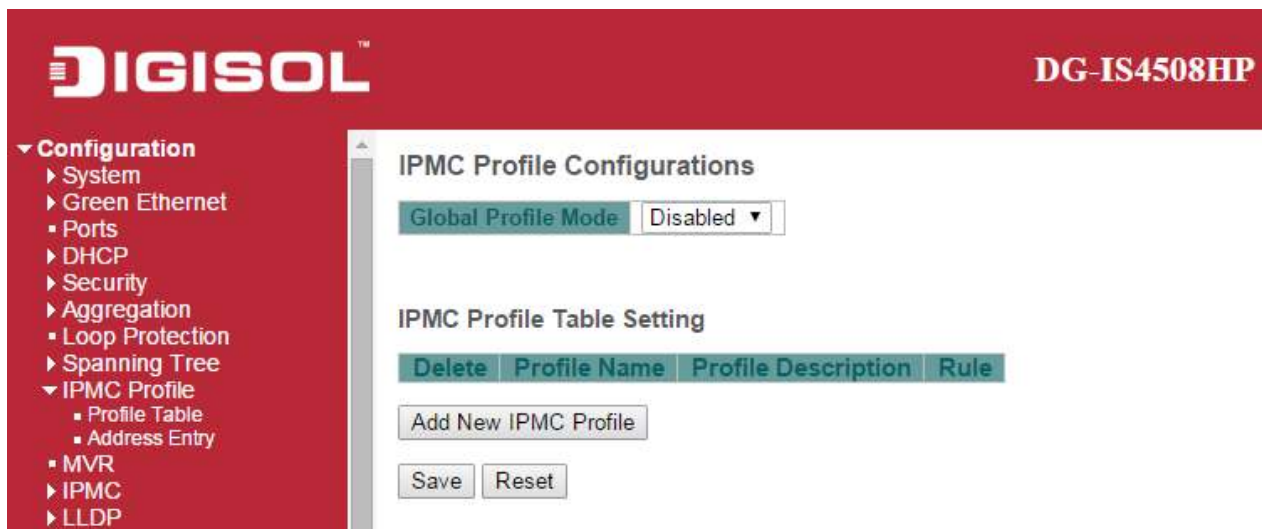 DIGISOL™
DG-IS4508HP
Configuration
System
Green Ethernet
Ports
DHCP
Security
Aggregation
Loop Protection
Spanning Tree
IPMC Profile
Profile Table
Address Entry
MVR
IPMC
LLDP
IPMC Profile Configurations
Global Profile Mode Disabled
IPMC Profile Table Setting
Delete Profile Name Profile Description Rule
Add New IPMC Profile
Save Reset